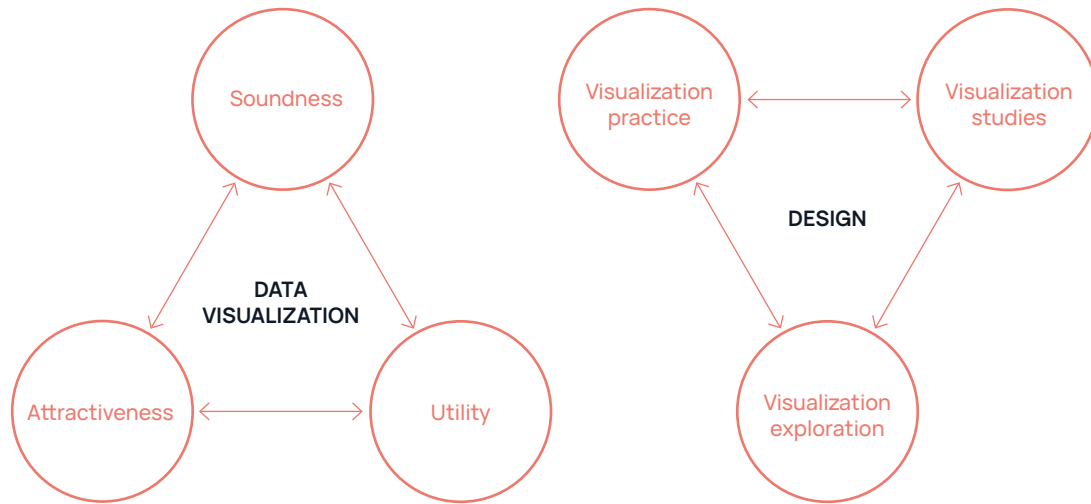 Soundness
DATA
VISUALIZATION
Attractiveness
Utility
Visualization
practice
Visualization
studies
DESIGN
Visualization
exploration